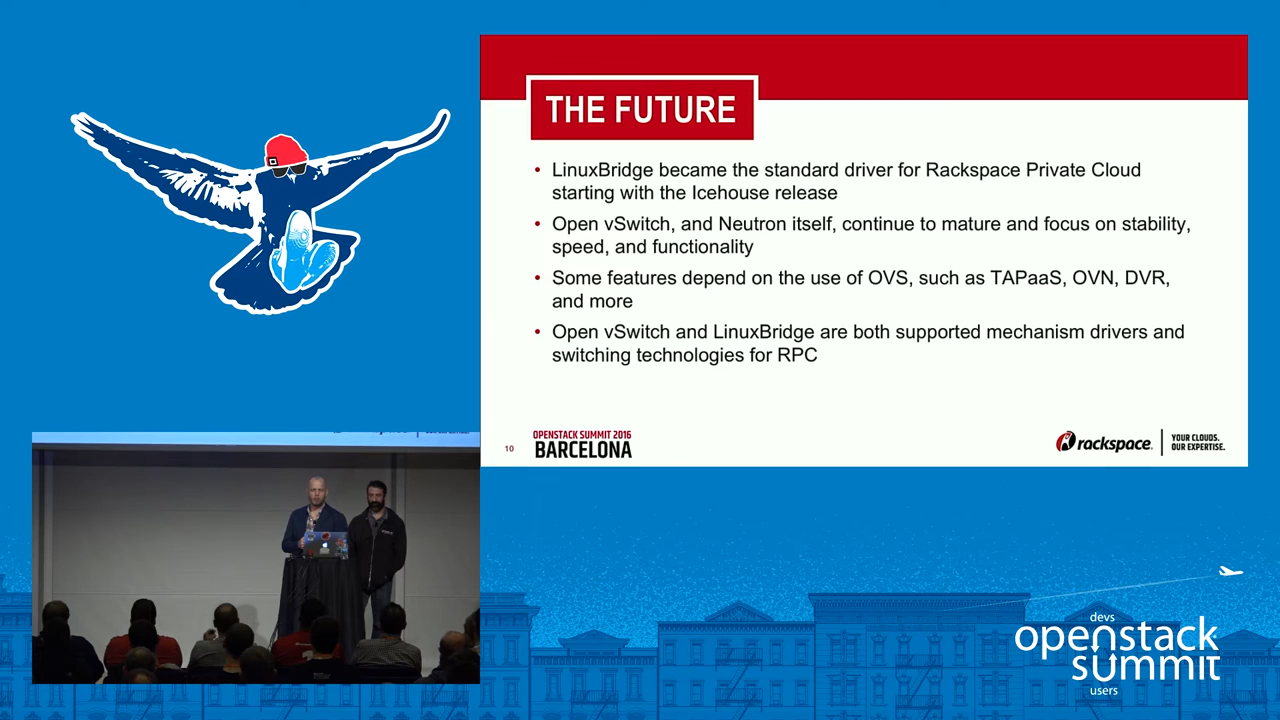 THE FUTURE
• LinuxBridge became the standard driver for Rackspace Private Cloud
starting with the Icehouse release
• Open vSwitch, and Neutron itself, continue to mature and focus on stability,
speed, and functionality
• Some features depend on the use of OVS, such as TAPaaS, OVN, DVR,
and more
• Open vSwitch and LinuxBridge are both supported mechanism drivers and
switching technologies for RPC
10
OPENSTACK SUMMIT 2016
BARCELONA
rackspace
YOUR CLOUDS.
OUR EXPERTISE.
devs
openstack
summit
users